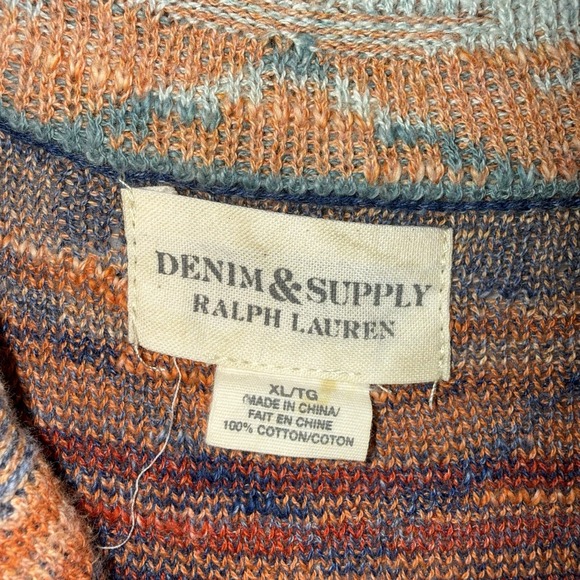 DENIM & SUPPLY
RALPH LAUREN
XL/TG
MADE IN CHINA/
FAIT EN CHINE
100% COTTON/COTON